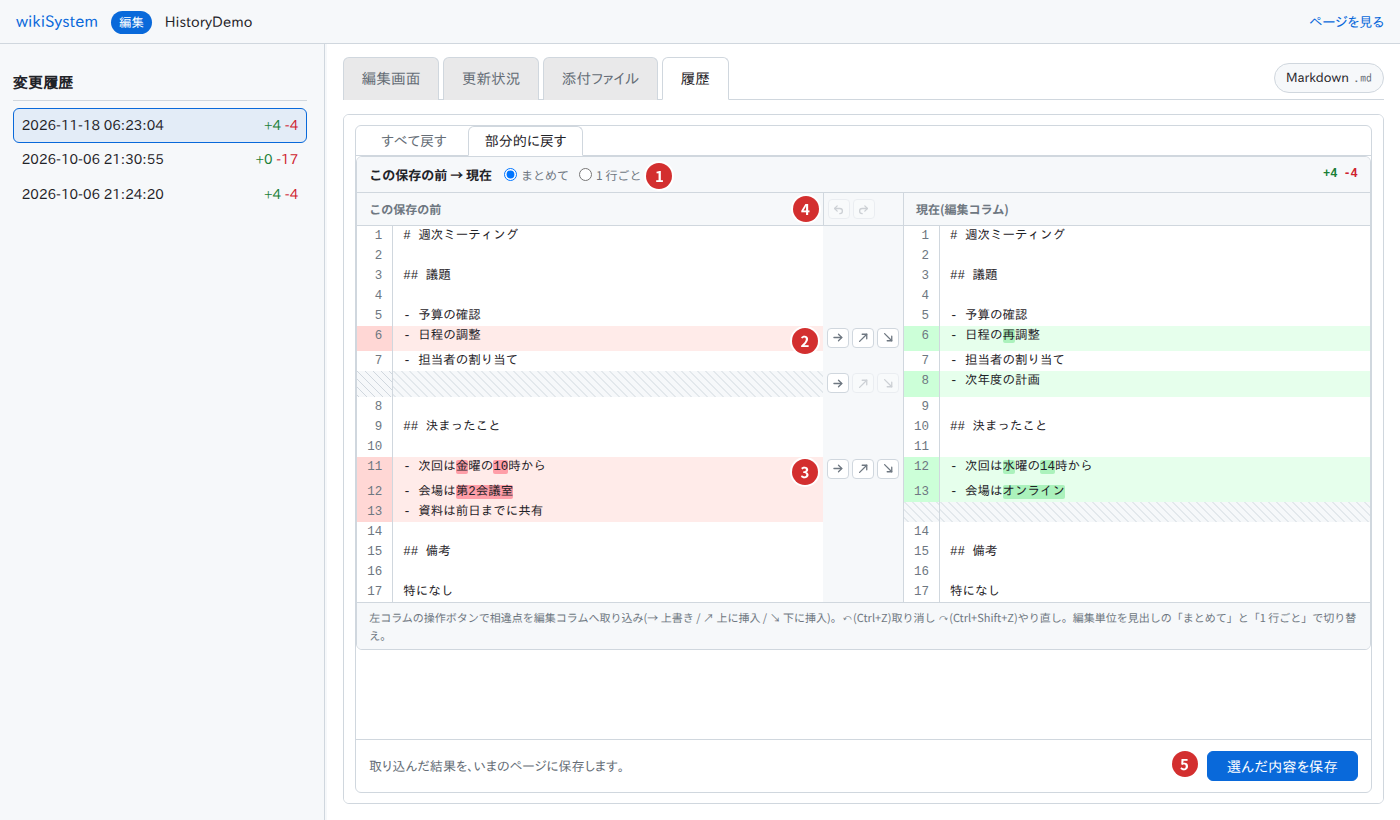 wikiSystem 編集 HistoryDemo ページを見る
変更履歴
2026-11-18 06:23:04 +4 -4
2026-10-06 21:30:55 +0 -17
2026-10-06 21:24:20 +4 -4
編集画面 更新状況 添付ファイル 履歴 Markdown .md
すべて戻す 部分的に戻す
この保存の前 → 現在 まとめて 1 行ごと 1 +4 -4
この保存の前 4 現在(編集コラム)
1 # 週次ミーティング 1 # 週次ミーティング
2 2
3 ## 議題 3 ## 議題
4 4
5 - 予算の確認 5 - 予算の確認
6 - 日程の調整 2 → ↗ ↘ 6 - 日程の再調整
7 - 担当者の割り当て 7 - 担当者の割り当て
→ ↗ ↘ 8 - 次年度の計画
8 9
9 ## 決まったこと 10 ## 決まったこと
10 11
11 - 次回は金曜の10時から 3 → ↗ ↘ 12 - 次回は水曜の14時から
12 - 会場は第2会議室 13 - 会場はオンライン
13 - 資料は前日までに共有
14 14
15 ## 備考 15 ## 備考
16 16
17 特になし 17 特になし
左コラムの操作ボタンで相違点を編集コラムへ取り込み(→ 上書き / ↗ 上に挿入 / ↘ 下に挿入)。↶(Ctrl+Z)取り消し ↷(Ctrl+Shift+Z)やり直し。編集単位を見出しの「まとめて」と「1 行ごと」で切り替
え。
取り込んだ結果を、いまのページに保存します。 5 選んだ内容を保存